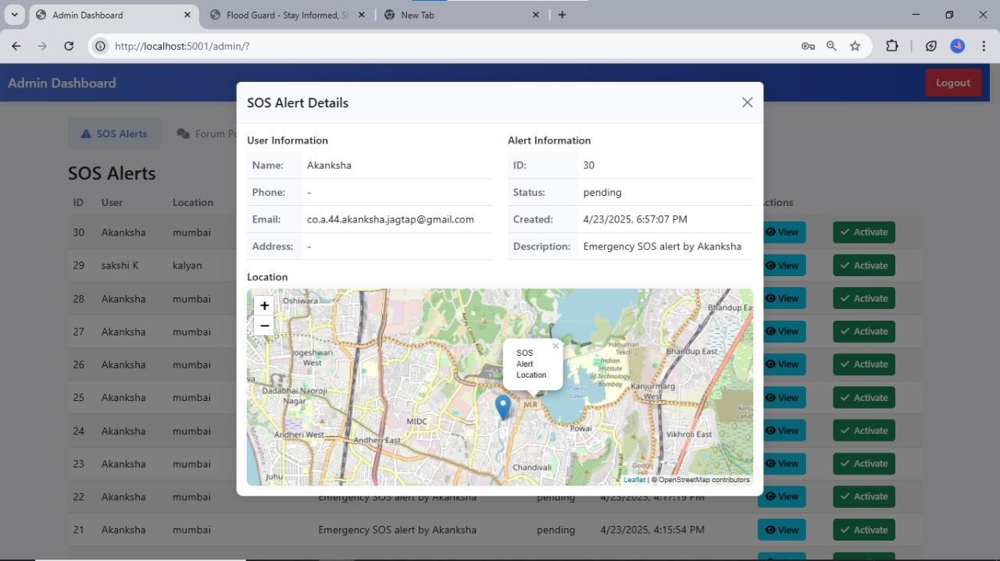 Admin Dashboard
Flood Guard - Stay Informed, S
New Tab
http://localhost:5001/admin/?
Admin Dashboard
Logout
SOS Alerts
Forum Po
SOS Alerts
ID User Location Actions
30 Akanksha mumbai View Activate
29 sakshi K kalyan View Activate
28 Akanksha mumbai View Activate
27 Akanksha mumbai View Activate
26 Akanksha mumbai View Activate
25 Akanksha mumbai View Activate
24 Akanksha mumbai View Activate
23 Akanksha mumbai View Activate
22 Akanksha mumbai Emergency SOS alert by Akanksha pending 4/23/2025, 4:17:19 PM View Activate
21 Akanksha mumbai Emergency SOS alert by Akanksha pending 4/23/2025, 4:15:54 PM View Activate
SOS Alert Details
User Information
Name: Akanksha
Phone: -
Email: co.a.44.akanksha.jagtap@gmail.com
Address: -
Alert Information
ID: 30
Status: pending
Created: 4/23/2025, 6:57:07 PM
Description: Emergency SOS alert by Akanksha
Location
+
−
Oshiwara
Jogeshwari
West
Dadabhai Naoroji
Nagar
Andheri West
Andheri East
Juhu
MIDC
SOS
Alert
Location
JVLR
Powai
Lake
Powai
Chandivali
Hanuman
Tekdi
Indian
Institute
of Technology
Bombay
Bhandup Eas
Bhandup East
Kanjurmarg
West
Vikhroli East
Leaflet | © OpenStreetMap contributors